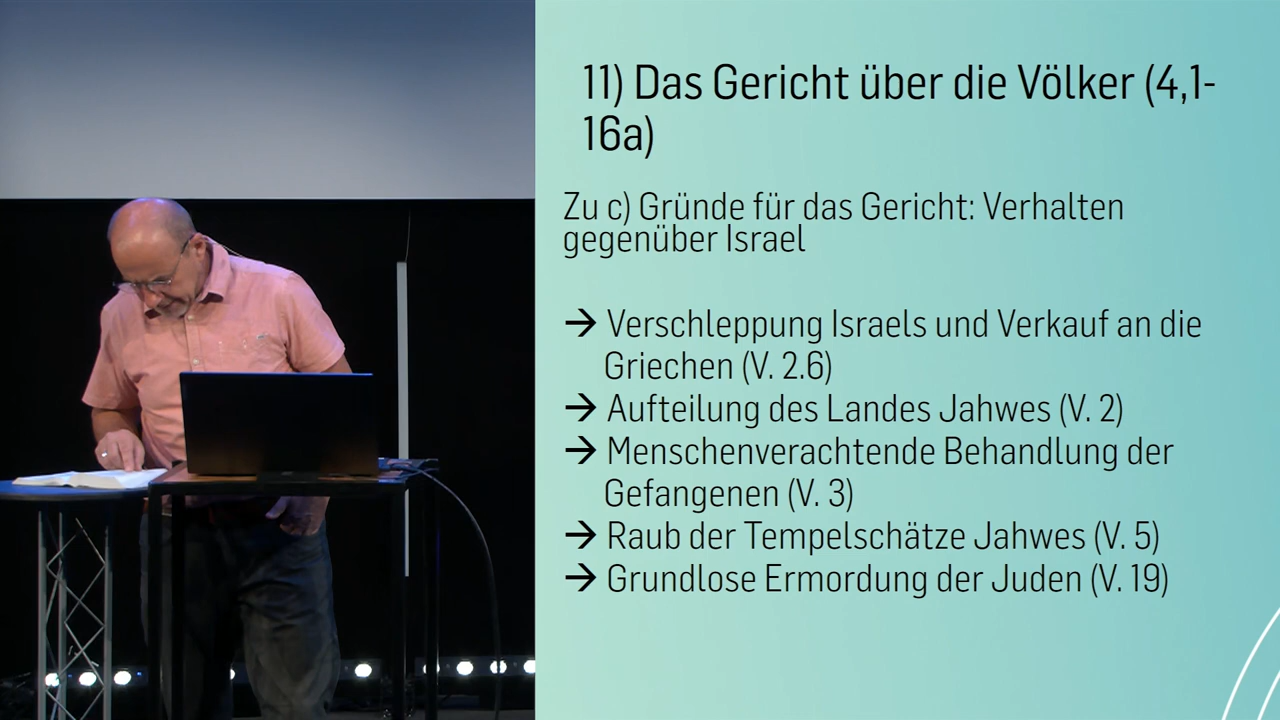 11) Das Gericht über die Völker (4,1-
16a)
Zu c) Gründe für das Gericht: Verhalten
gegenüber Israel
→ Verschleppung Israels und Verkauf an die
Griechen (V. 2.6)
→ Aufteilung des Landes Jahwes (V. 2)
→ Menschenverachtende Behandlung der
Gefangenen (V. 3)
→ Raub der Tempelschätze Jahwes (V. 5)
→ Grundlose Ermordung der Juden (V. 19)